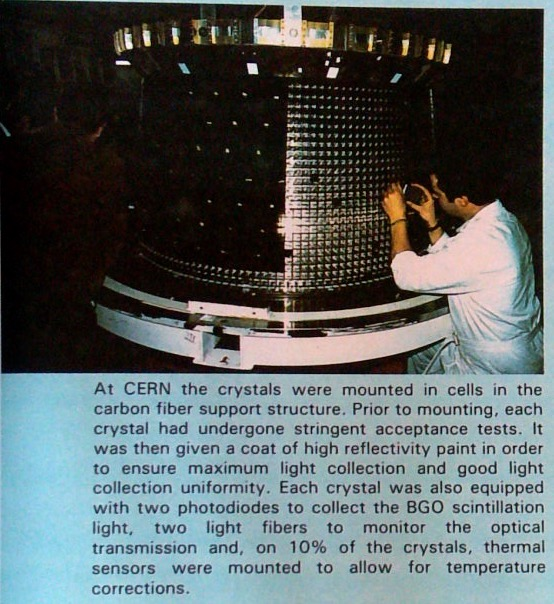 At CERN the crystals were mounted in cells in the
carbon fiber support structure. Prior to mounting, each
crystal had undergone stringent acceptance tests. It
was then given a coat of high reflectivity paint in order
to ensure maximum light collection and good light
collection uniformity. Each crystal was also equipped
with two photodiodes to collect the BGO scintillation
light, two light fibers to monitor the optical
transmission and, on 10% of the crystals, thermal
sensors were mounted to allow for temperature
corrections.